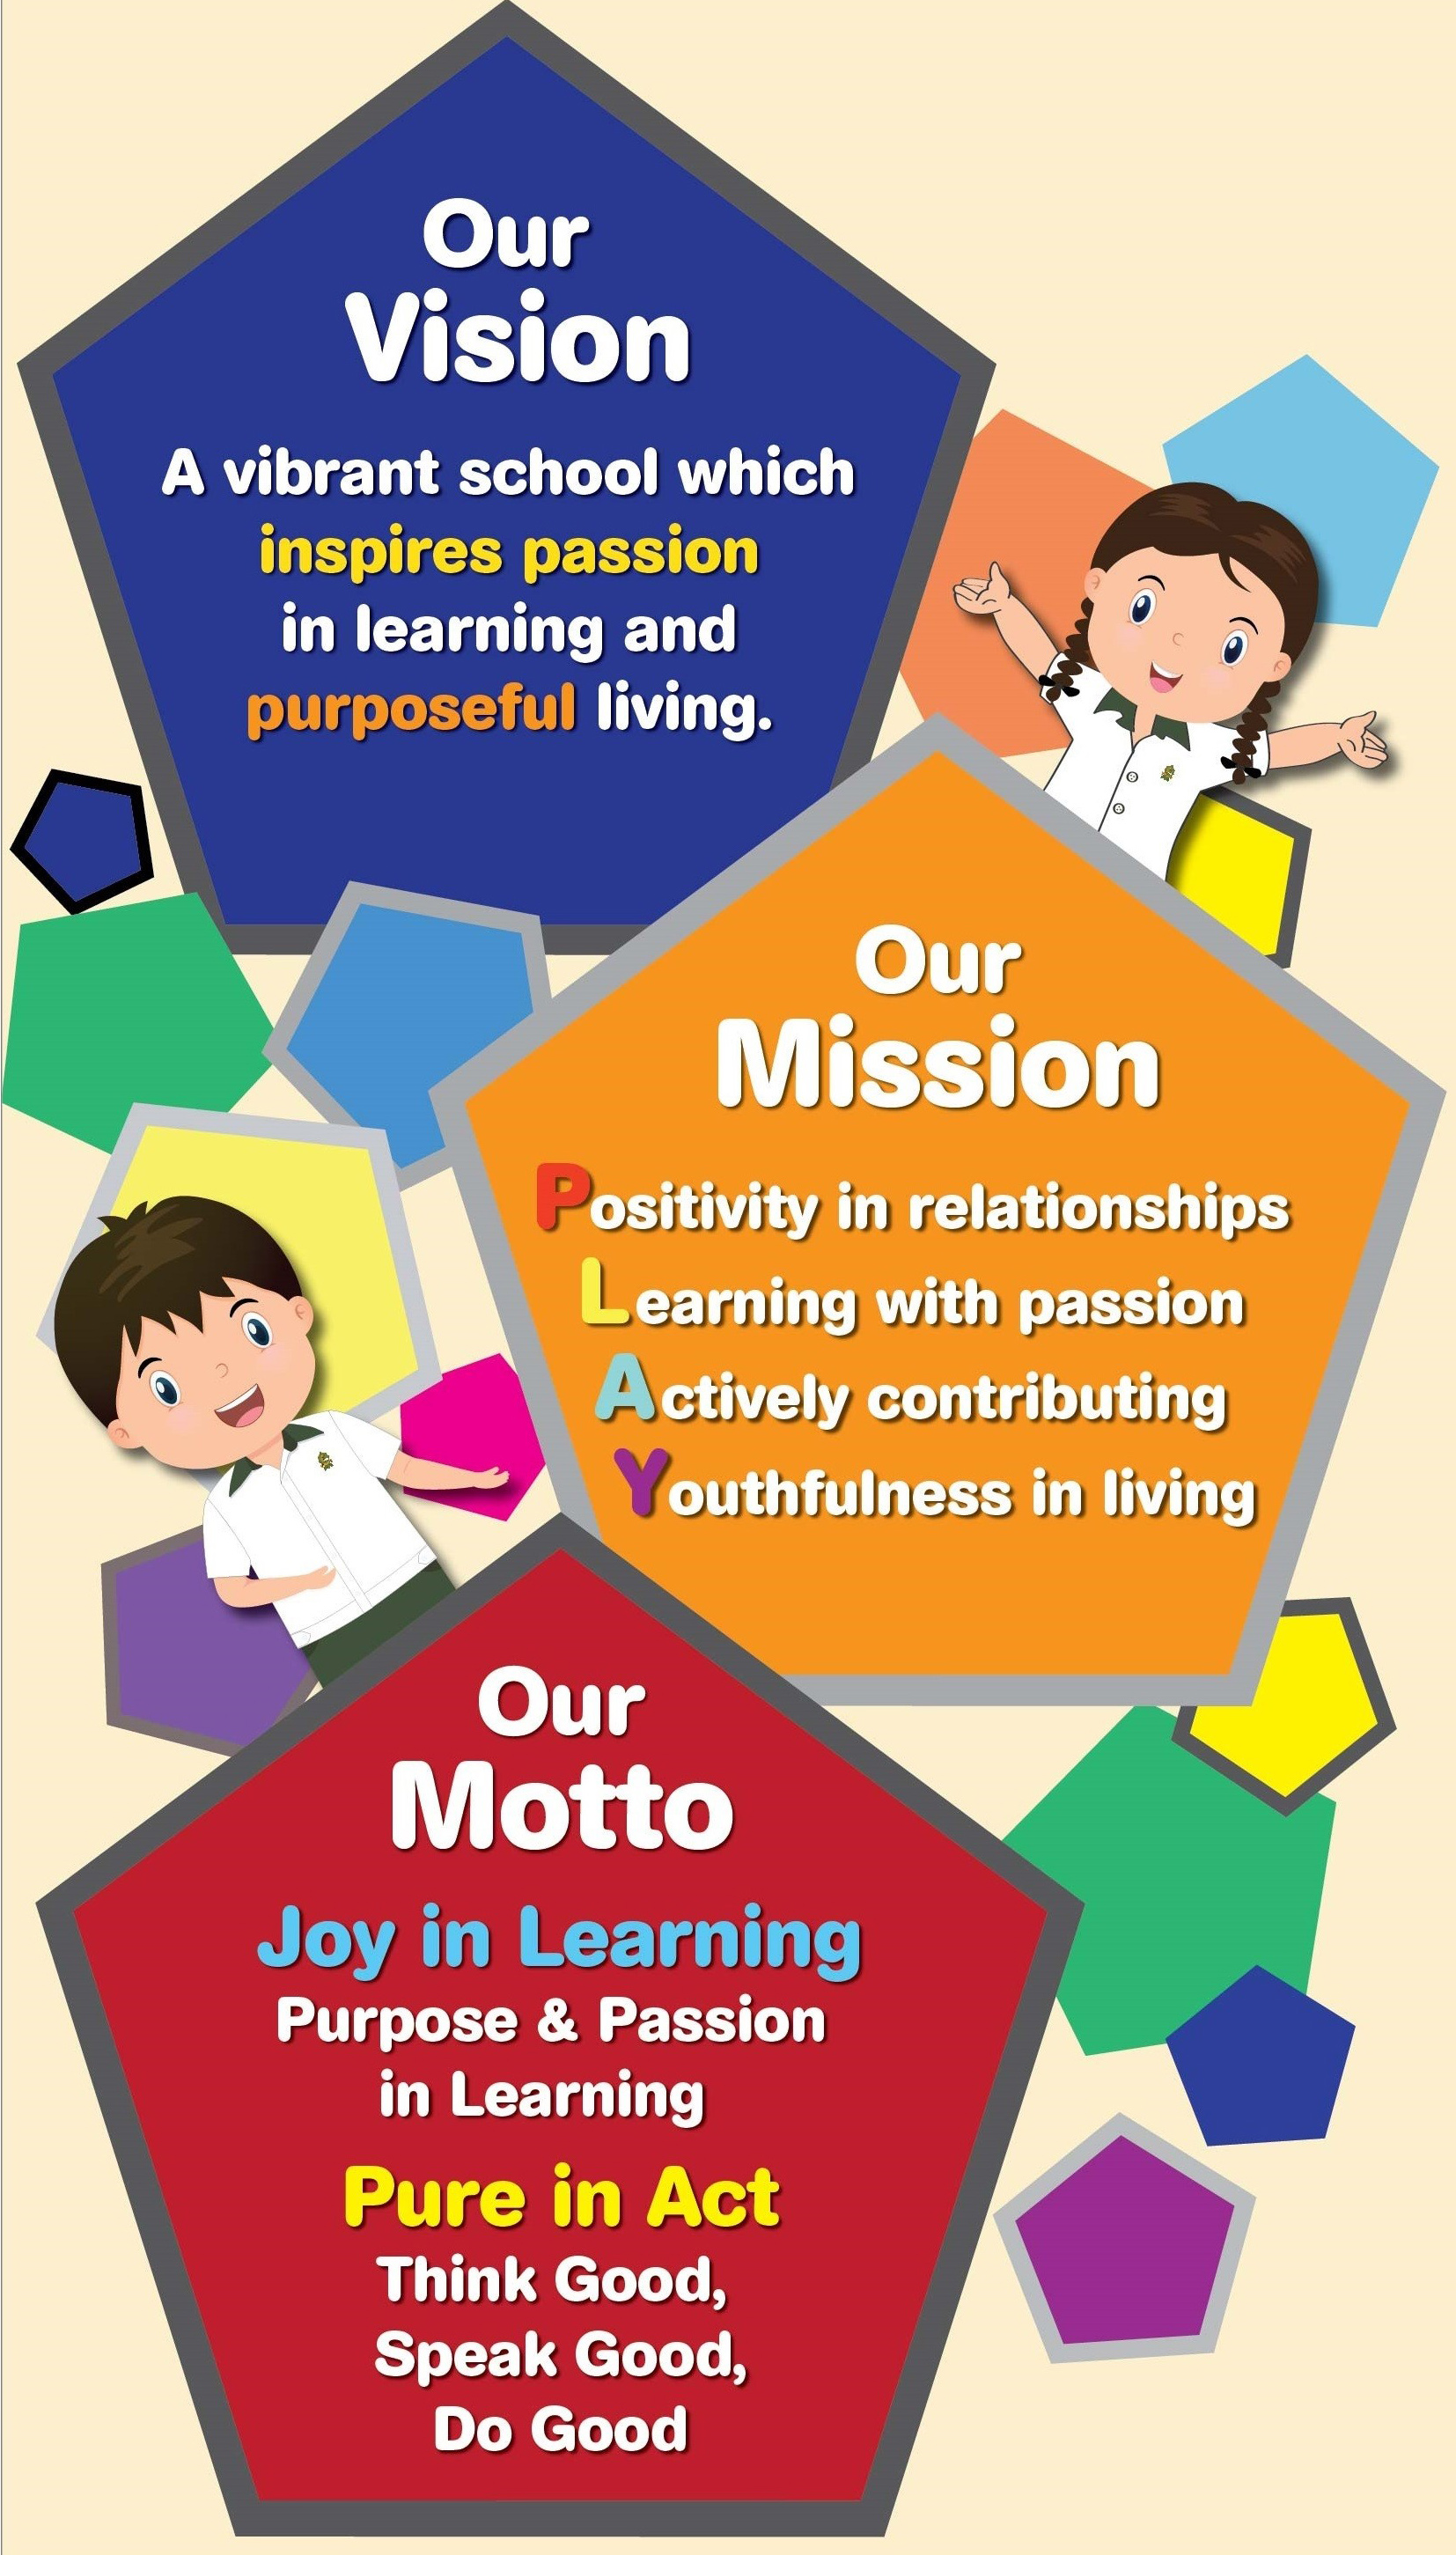 Our
Vision
A vibrant school which
inspires passion
in learning and
purposeful living.
Our
Mission
Positivity in relationships
Learning with passion
Actively contributing
Youthfulness in living
Our
Motto
Joy in Learning
Purpose & Passion
in Learning
Pure in Act
Think Good,
Speak Good,
Do Good